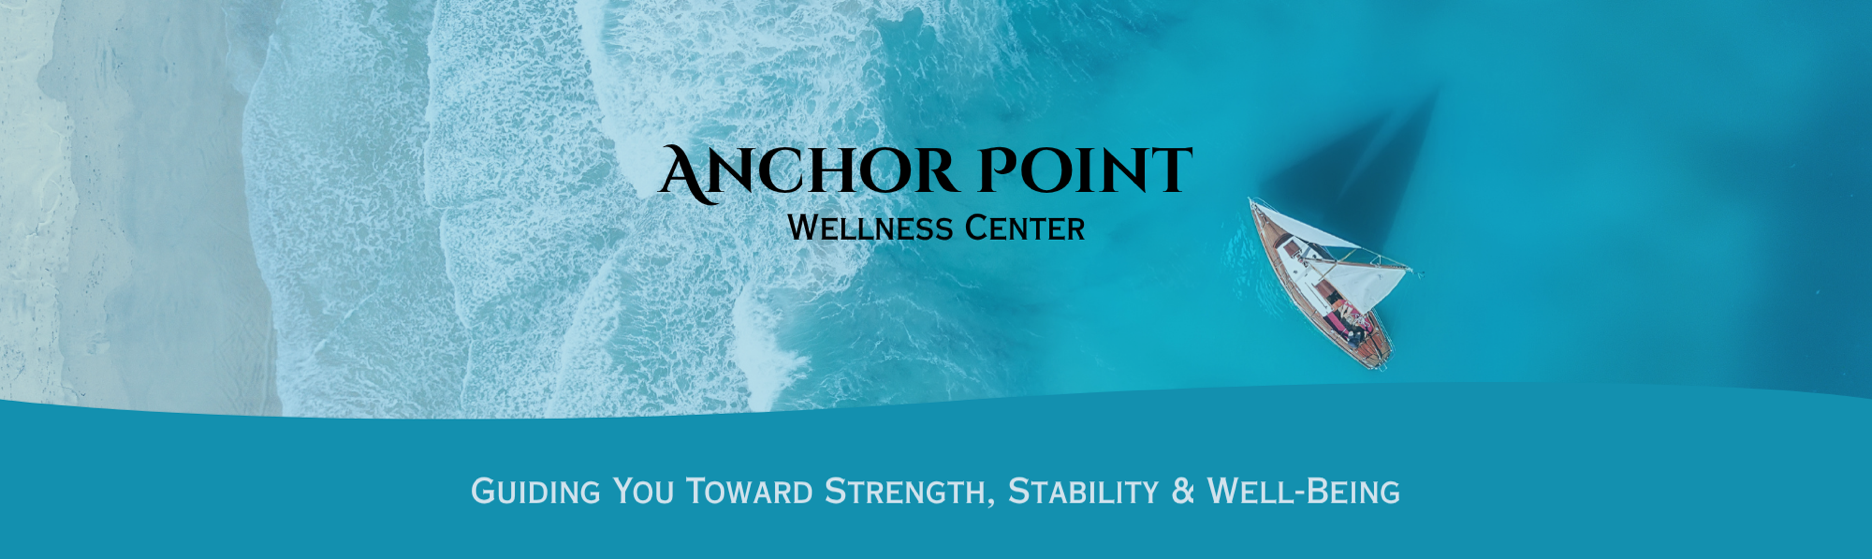 Anchor Point
Wellness Center
Guiding You Toward Strength, Stability & Well-Being